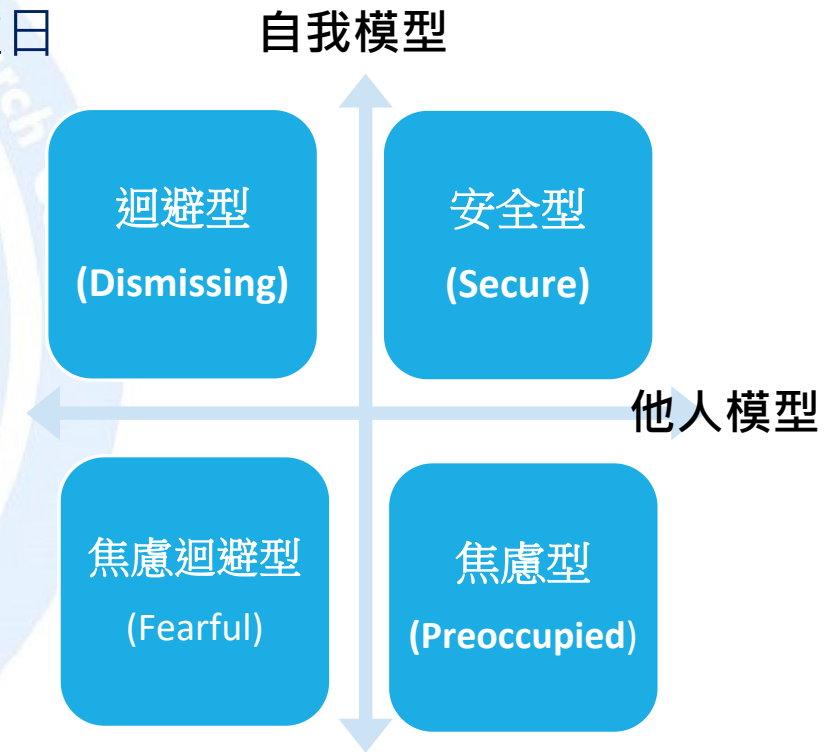 日
自我模型
迴避型
(Dismissing)
安全型
(Secure)
他人模型
焦慮迴避型
(Fearful)
焦慮型
(Preoccupied)